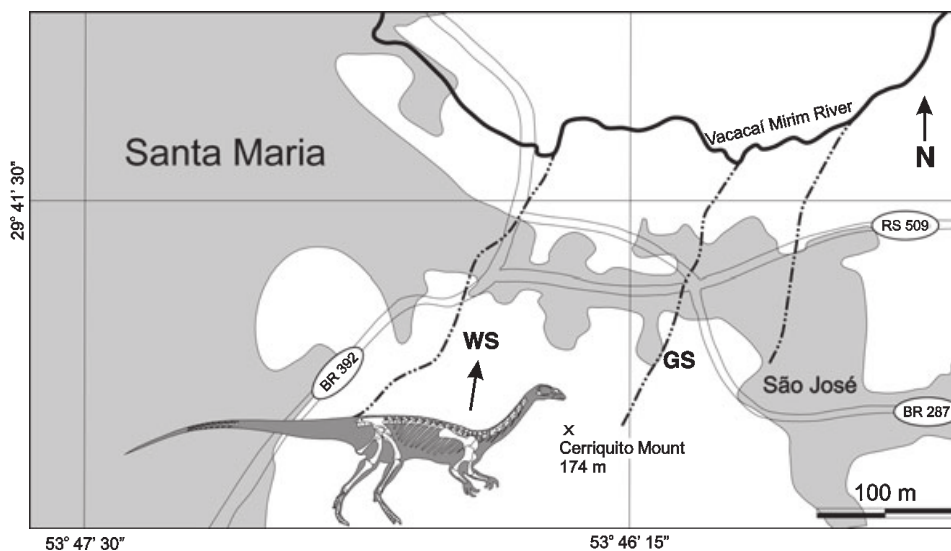 Vacacaí Mirim River
N
Santa Maria
29° 41' 30"
RS 509
WS
GS
BR 392
São José
BR 287
x
Cerriquito Mount
174 m
100 m
53° 47' 30"
53° 46' 15"